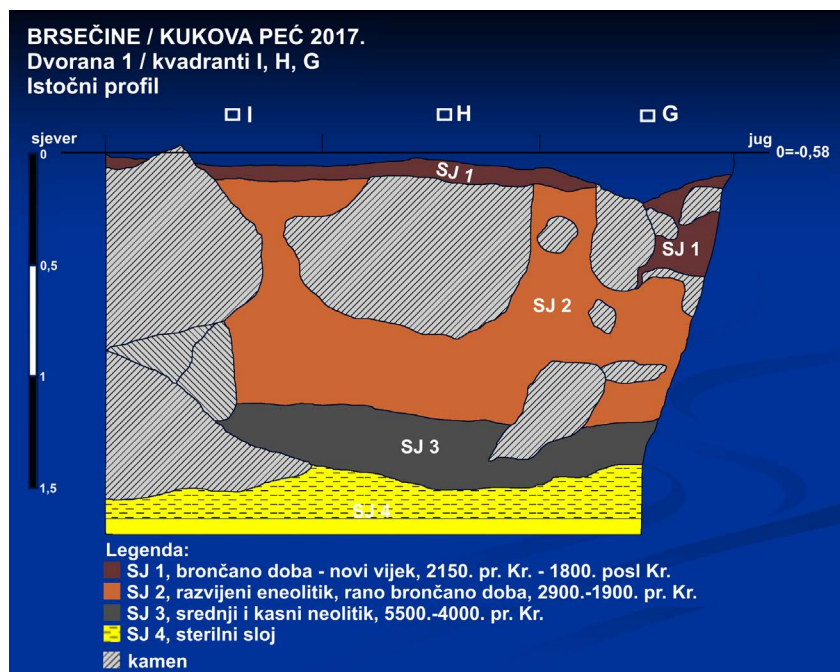 BRSEČINE / KUKOVA PEĆ 2017.
Dvorana 1 / kvadranti I, H, G
Istočni profil
I H G
sjever
jug
0
0=-0,58
SJ 1
SJ 1
0,5
SJ 2
1
SJ 3
1,5
SJ 4
Legenda:
SJ 1, brončano doba - novi vijek, 2150. pr. Kr. - 1800. posl Kr.
SJ 2, razvijeni eneolitik, rano brončano doba, 2900.-1900. pr. Kr.
SJ 3, srednji i kasni neolitik, 5500.-4000. pr. Kr.
SJ 4, sterilni sloj
kamen